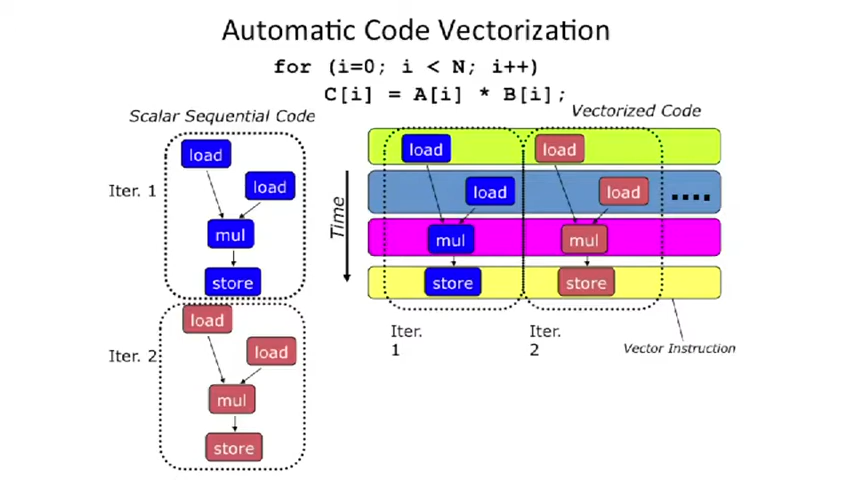 Automatic Code Vectorization
for (i=0; i < N; i++)
C[i] = A[i] * B[i];
Scalar Sequential Code
Iter. 1
load
load
mul
store
Iter. 2
load
load
mul
store
Vectorized Code
Time
load
load
load
load
....
mul
mul
store
store
Iter.
1
Iter.
2
Vector Instruction